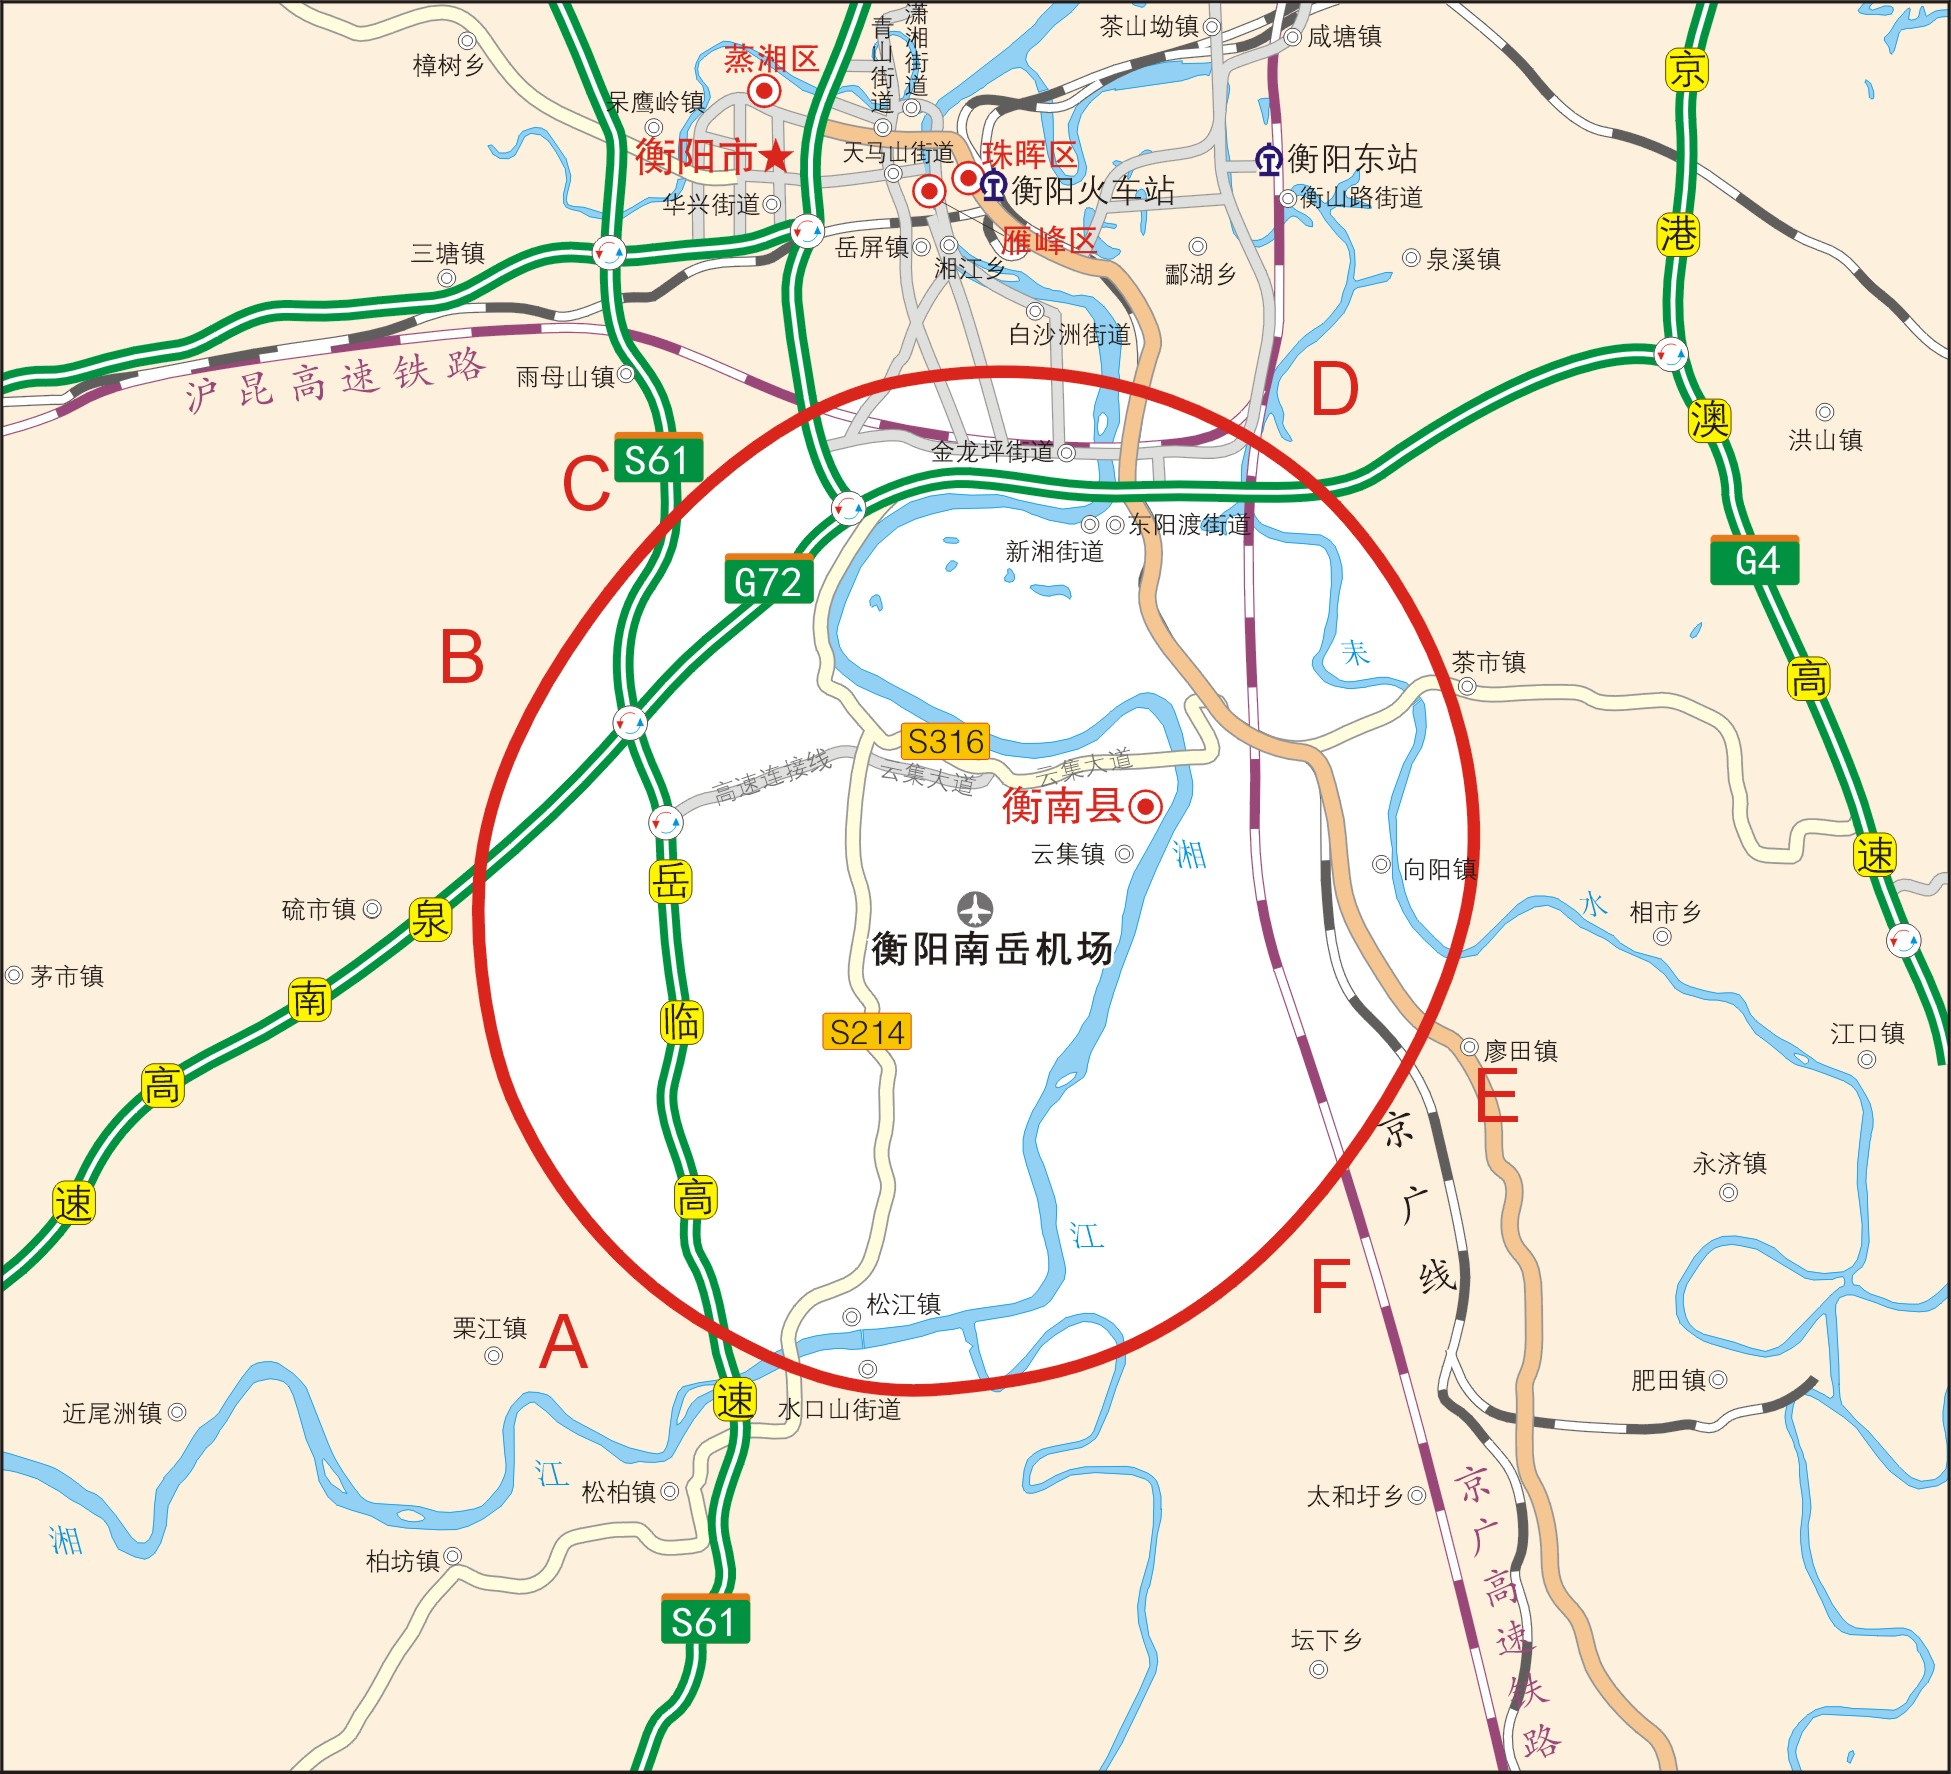 潇湘街道
青山街道
茶山坳镇
咸塘镇
樟树乡
蒸湘区
京
呆鹰岭镇
衡阳市
天马山街道
珠晖区
衡阳东站
衡阳火车站
华兴街道
衡山路街道
港
三塘镇
岳屏镇
雁峰区
湘江乡
酃湖乡
泉溪镇
白沙洲街道
沪昆高速铁路
雨母山镇
D
澳
洪山镇
S61
金龙坪街道
C
东阳渡街道
新湘街道
G72
G4
B
耒
茶市镇
高
S316
高速连接线
云集大道
云集大道
衡南县
云集镇
湘
速
岳
向阳镇
硫市镇
泉
水
相市乡
茅市镇
衡阳南岳机场
南
临
S214
江口镇
廖田镇
高
E
京广线
永济镇
速
高
江
F
松江镇
栗江镇
A
肥田镇
近尾洲镇
速
水口山街道
江
松柏镇
太和圩乡
京广高速铁路
湘
柏坊镇
S61
坛下乡